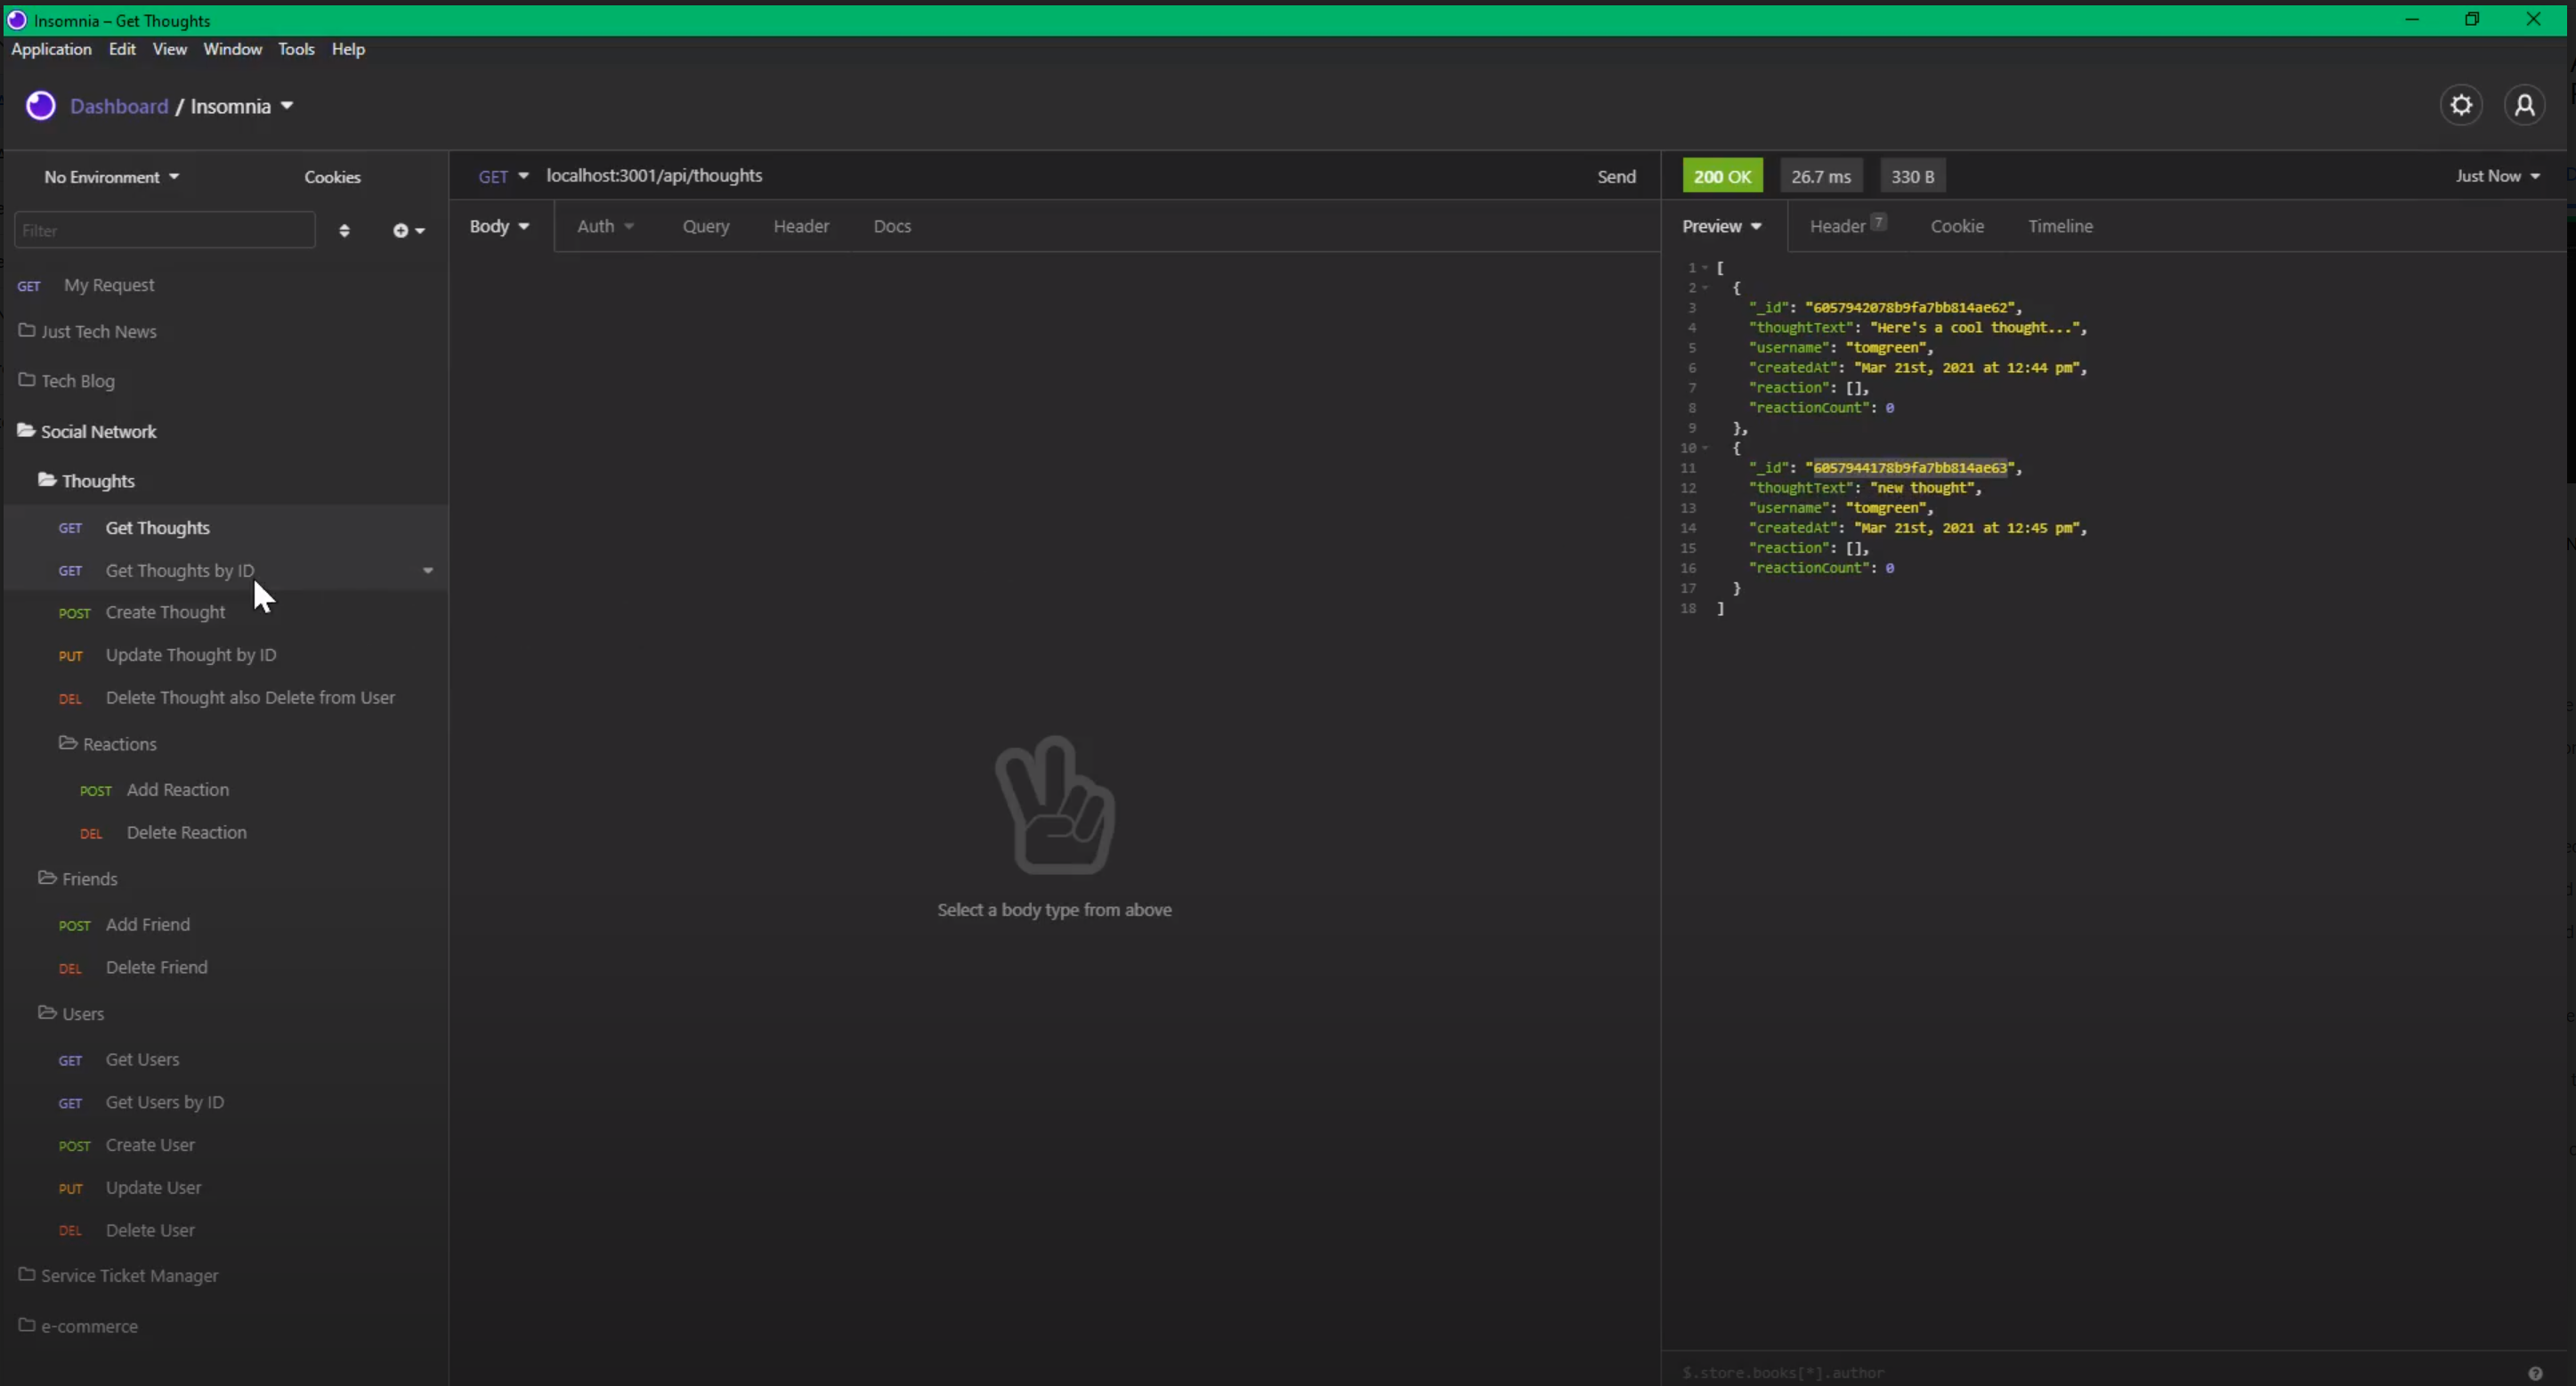 Insomnia – Get Thoughts
Application Edit View Window Tools Help
Dashboard / Insomnia
No Environment Cookies
Filter
GET My Request
Just Tech News
Tech Blog
Social Network
Thoughts
GET Get Thoughts
GET Get Thoughts by ID
POST Create Thought
PUT Update Thought by ID
DEL Delete Thought also Delete from User
Reactions
POST Add Reaction
DEL Delete Reaction
Friends
POST Add Friend
DEL Delete Friend
Users
GET Get Users
GET Get Users by ID
POST Create User
PUT Update User
DEL Delete User
Service Ticket Manager
e-commerce
GET localhost:3001/api/thoughts Send
Body Auth Query Header Docs
Select a body type from above
200 OK 26.7 ms 330 B Just Now
Preview Header 7 Cookie Timeline
1 [
2 {
3 "_id": "6057942078b9fa7bb814ae62",
4 "thoughtText": "Here's a cool thought...",
5 "username": "tomgreen",
6 "createdAt": "Mar 21st, 2021 at 12:44 pm",
7 "reaction": [],
8 "reactionCount": 0
9 },
10 {
11 "_id": "6057944178b9fa7bb814ae63",
12 "thoughtText": "new thought",
13 "username": "tomgreen",
14 "createdAt": "Mar 21st, 2021 at 12:45 pm",
15 "reaction": [],
16 "reactionCount": 0
17 }
18 ]
$.store.books[*].author